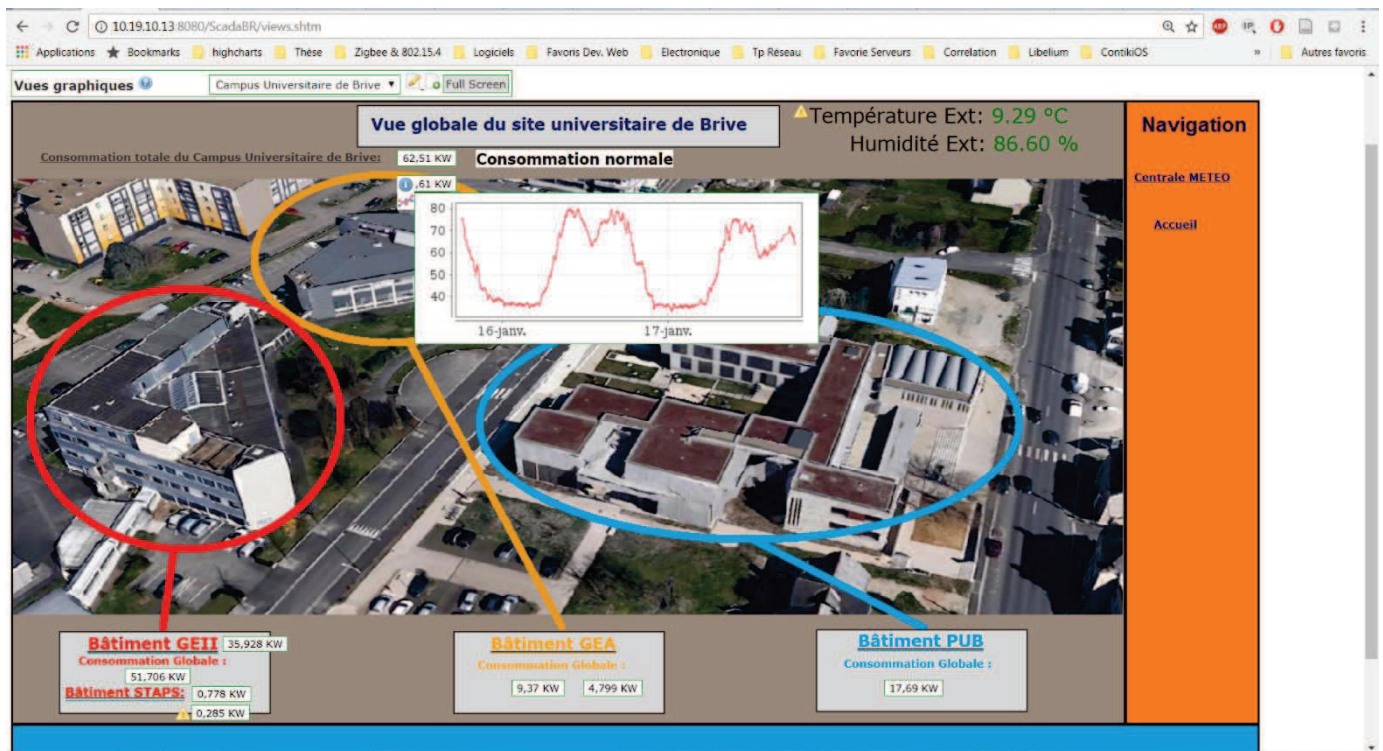 10.19.10.13:8080/ScadaBR/views.shtm
Applications Bookmarks highcharts Thèse Zigbee & 802.15.4 Logiciels Favoris Dev. Web Electronique Tp Réseau Favorie Serveurs Correlation Libelium ContikiOS » Autres favoris
Vues graphiques Campus Universitaire de Brive Full Screen
Vue globale du site universitaire de Brive
Température Ext: 9.29 °C
Humidité Ext: 86.60 %
Navigation
Consommation totale du Campus Universitaire de Brive: 62,51 KW Consommation normale
,61 KW
Centrale METEO
Accueil
80
70
60
50
40
16-janv. 17-janv.
Bâtiment GEII 35,928 KW
Consommation Globale :
51,706 KW
Bâtiment STAPS: 0,778 KW
0,285 KW
Bâtiment GEA
Consommation Globale :
9,37 KW 4,799 KW
Bâtiment PUB
Consommation Globale :
17,69 KW